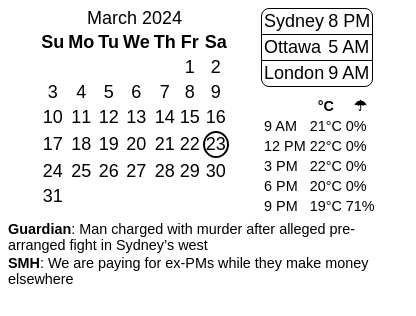 March 2024
Su Mo Tu We Th Fr Sa
1 2
3 4 5 6 7 8 9
10 11 12 13 14 15 16
17 18 19 20 21 22 23
24 25 26 27 28 29 30
31
Sydney 8 PM
Ottawa 5 AM
London 9 AM
°C ☂
9 AM 21°C 0%
12 PM 22°C 0%
3 PM 22°C 0%
6 PM 20°C 0%
9 PM 19°C 71%
Guardian: Man charged with murder after alleged pre-
arranged fight in Sydney’s west
SMH: We are paying for ex-PMs while they make money
elsewhere